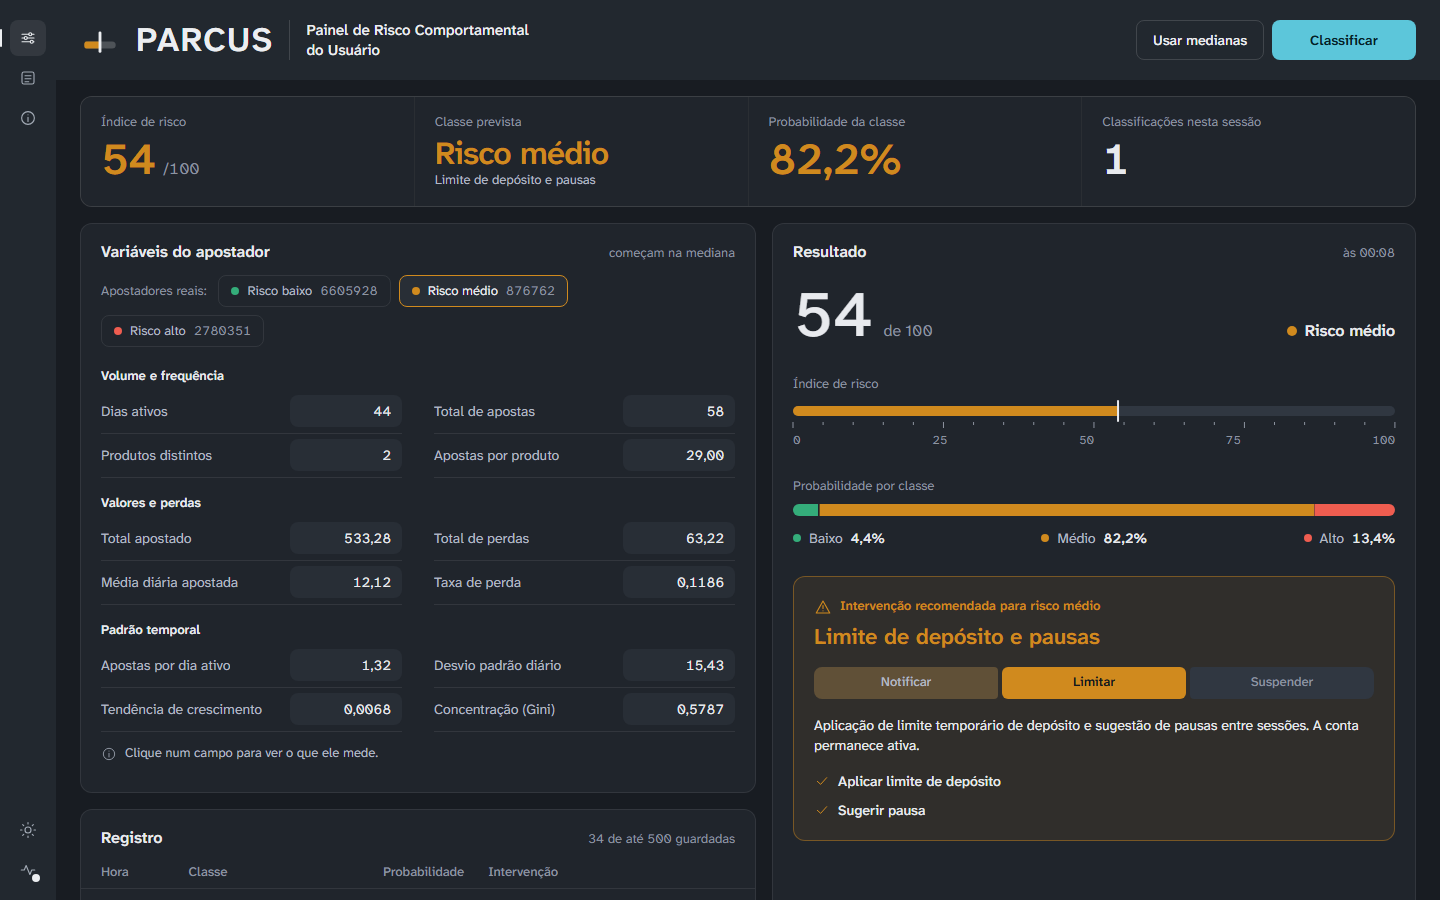 PARCUS
Painel de Risco Comportamental
do Usuário
Usar medianas
Classificar
Índice de risco
54 /100
Classe prevista
Risco médio
Limite de depósito e pausas
Probabilidade da classe
82,2%
Classificações nesta sessão
1
Variáveis do apostador
começam na mediana
Apostadores reais:
Risco baixo 6605928
Risco médio 876762
Risco alto 2780351
Volume e frequência
Dias ativos 44
Total de apostas 58
Produtos distintos 2
Apostas por produto 29,00
Valores e perdas
Total apostado 533,28
Total de perdas 63,22
Média diária apostada 12,12
Taxa de perda 0,1186
Padrão temporal
Apostas por dia ativo 1,32
Desvio padrão diário 15,43
Tendência de crescimento 0,0068
Concentração (Gini) 0,5787
Clique num campo para ver o que ele mede.
Registro
34 de até 500 guardadas
Hora Classe Probabilidade Intervenção
Resultado
às 00:08
54 de 100
Risco médio
Índice de risco
0 25 50 75 100
Probabilidade por classe
Baixo 4,4%
Médio 82,2%
Alto 13,4%
Intervenção recomendada para risco médio
Limite de depósito e pausas
Notificar
Limitar
Suspender
Aplicação de limite temporário de depósito e sugestão de pausas entre sessões. A conta
permanece ativa.
Aplicar limite de depósito
Sugerir pausa